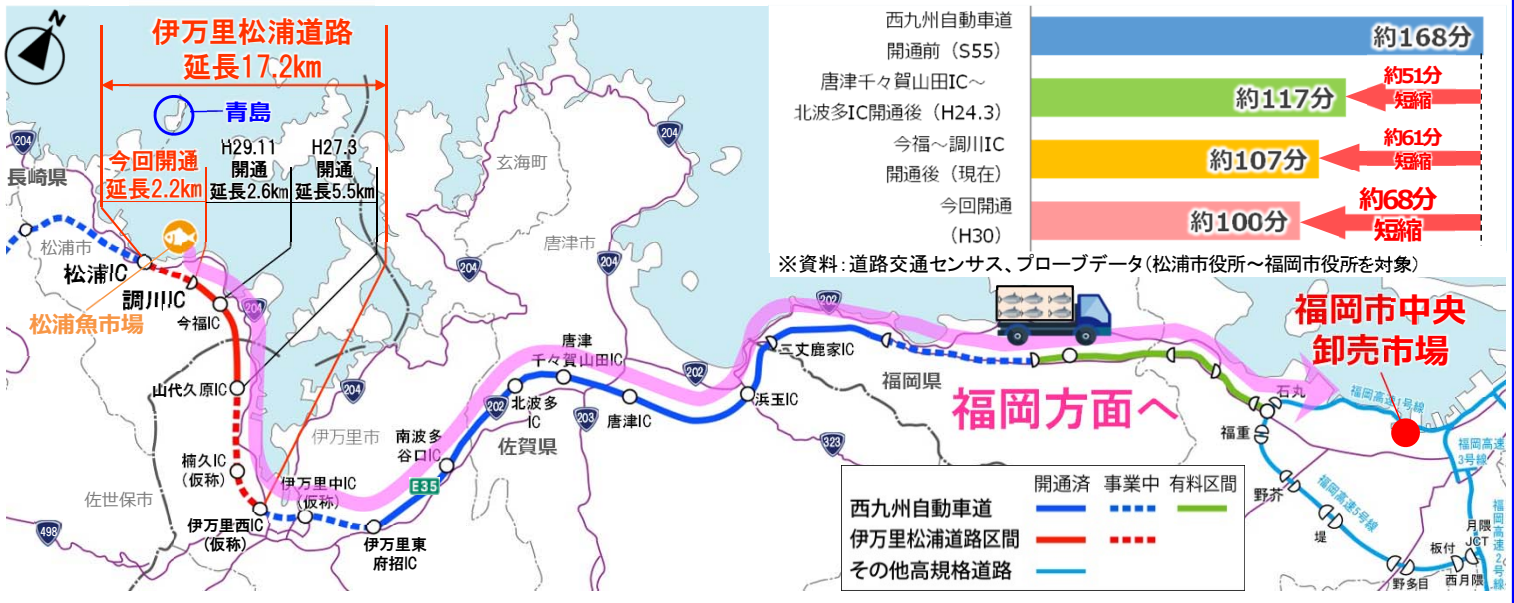 N
伊万里松浦道路
延長17.2km
青島
今回開通
延長2.2km
H29.11
開通
延長2.6km
H27.3
開通
延長5.5km
204
長崎県
松浦市
松浦IC
調川IC
松浦魚市場
今福IC
204
山代久原IC
204
楠久IC
(仮称)
佐世保市
伊万里市
伊万里中IC
(仮称)
伊万里西IC
(仮称)
498
伊万里東
府招IC
南波多
谷口IC
E35
202
北波多
IC
佐賀県
唐津
千々賀山田IC
203
唐津IC
202
浜玉IC
玄海町
唐津市
204
204
204
二丈鹿家IC
202
323
福岡県
福岡方面へ
石丸
福重
野芥
堤
野多目
板付
西月隈
月隈
JCT
福岡高速1号線
福岡高速
3号線
福岡高速5号線
福岡高速2号線
福岡市中央
卸売市場
西九州自動車道
開通前（S55）
約168分
唐津千々賀山田IC～
北波多IC開通後（H24.3）
約117分
約51分
短縮
今福～調川IC
開通後（現在）
約107分
約61分
短縮
今回開通
（H30）
約100分
約68分
短縮
※資料：道路交通センサス、プローブデータ(松浦市役所～福岡市役所を対象)
開通済 事業中 有料区間
西九州自動車道
伊万里松浦道路区間
その他高規格道路